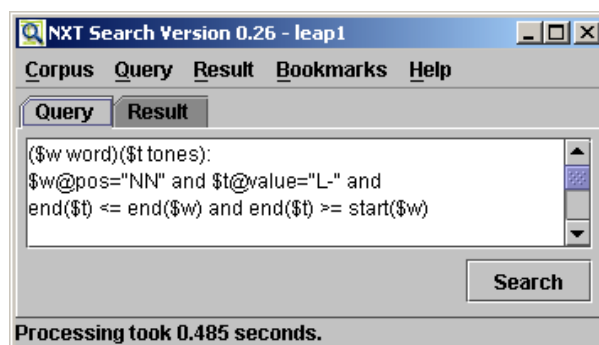 NXT Search Version 0.26 - leap1
Corpus Query Result Bookmarks Help
Query Result
($w word)($t tones):
$w@pos="NN" and $t@value="L-" and
end($t) <= end($w) and end($t) >= start($w)
Search
Processing took 0.485 seconds.